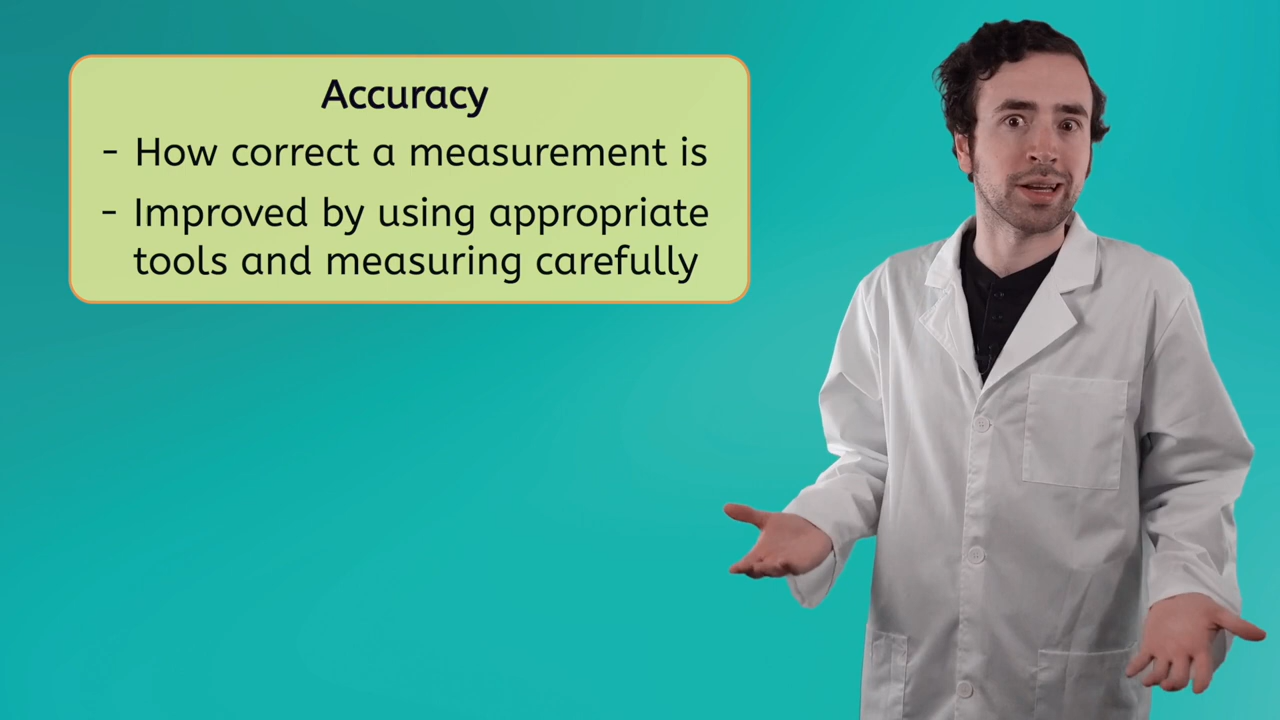 Accuracy
- How correct a measurement is
- Improved by using appropriate
tools and measuring carefully